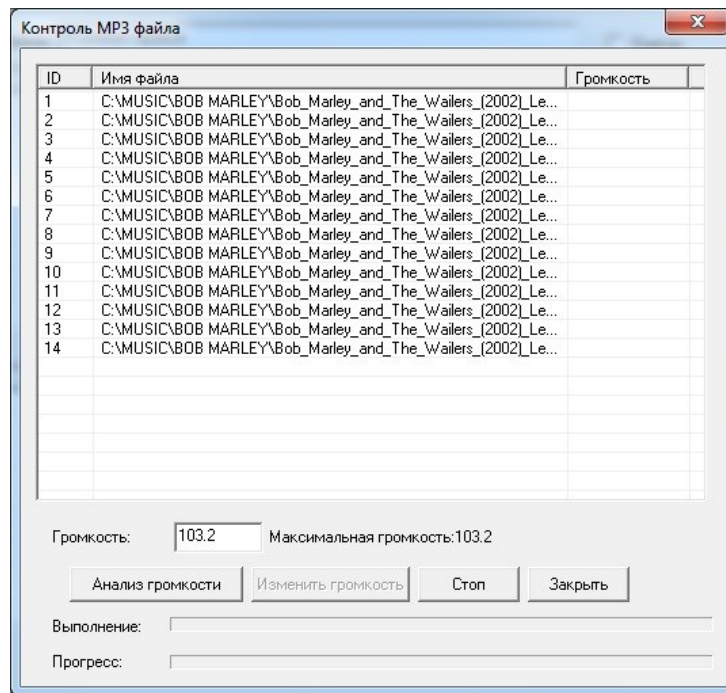 Контроль MP3 файла
ID Имя файла Громкость
1 C:\MUSIC\BOB MARLEY\Bob_Marley_and_The_Wailers_(2002)_Le...
2 C:\MUSIC\BOB MARLEY\Bob_Marley_and_The_Wailers_(2002)_Le...
3 C:\MUSIC\BOB MARLEY\Bob_Marley_and_The_Wailers_(2002)_Le...
4 C:\MUSIC\BOB MARLEY\Bob_Marley_and_The_Wailers_(2002)_Le...
5 C:\MUSIC\BOB MARLEY\Bob_Marley_and_The_Wailers_(2002)_Le...
6 C:\MUSIC\BOB MARLEY\Bob_Marley_and_The_Wailers_(2002)_Le...
7 C:\MUSIC\BOB MARLEY\Bob_Marley_and_The_Wailers_(2002)_Le...
8 C:\MUSIC\BOB MARLEY\Bob_Marley_and_The_Wailers_(2002)_Le...
9 C:\MUSIC\BOB MARLEY\Bob_Marley_and_The_Wailers_(2002)_Le...
10 C:\MUSIC\BOB MARLEY\Bob_Marley_and_The_Wailers_(2002)_Le...
11 C:\MUSIC\BOB MARLEY\Bob_Marley_and_The_Wailers_(2002)_Le...
12 C:\MUSIC\BOB MARLEY\Bob_Marley_and_The_Wailers_(2002)_Le...
13 C:\MUSIC\BOB MARLEY\Bob_Marley_and_The_Wailers_(2002)_Le...
14 C:\MUSIC\BOB MARLEY\Bob_Marley_and_The_Wailers_(2002)_Le...
Громкость: 103.2 Максимальная громкость:103.2
Анализ громкости Изменить громкость Стоп Закрыть
Выполнение:
Прогресс: